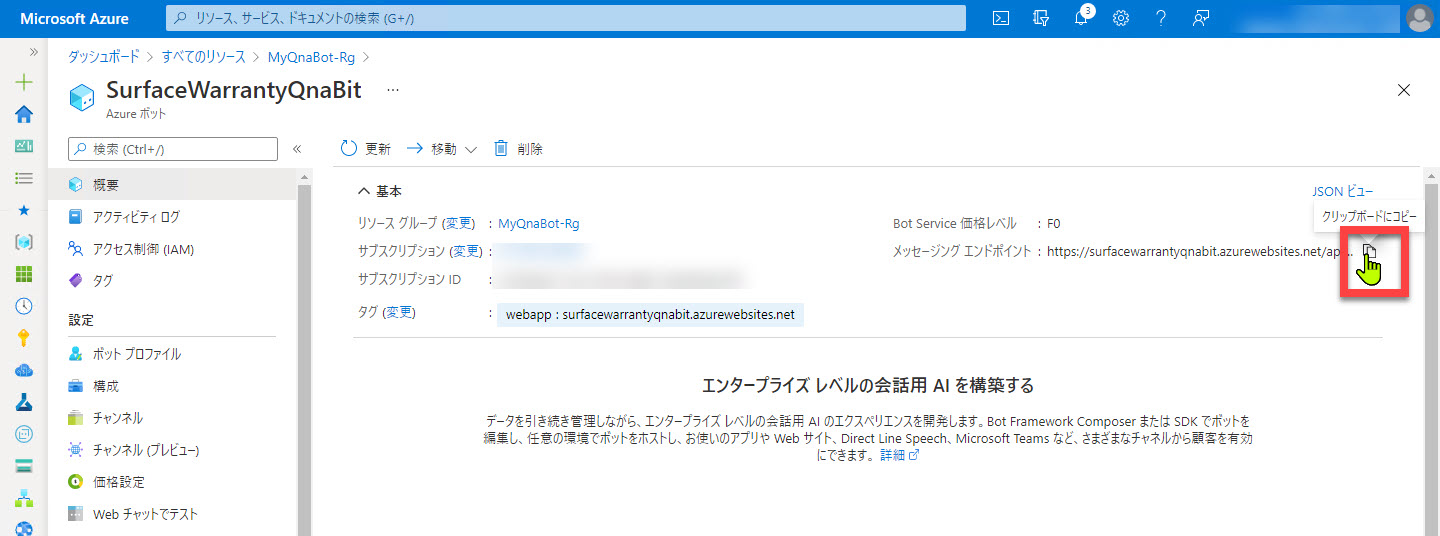 Microsoft Azure
リソース、サービス、ドキュメントの検索 (G+/)
3
ダッシュボード > すべてのリソース > MyQnaBot-Rg >
SurfaceWarrantyQnaBit ...
Azure ボット
検索 (Ctrl+/)
概要
アクティビティ ログ
アクセス制御 (IAM)
タグ
設定
ボット プロファイル
構成
チャンネル
チャンネル (プレビュー)
価格設定
Web チャットでテスト
更新 移動 削除
基本
JSON ビュー
クリップボードにコピー
リソース グループ (変更) : MyQnaBot-Rg
サブスクリプション (変更) :
サブスクリプション ID :
タグ (変更) : webapp : surfacewarrantyqnabit.azurewebsites.net
Bot Service 価格レベル : F0
メッセージング エンドポイント : https://surfacewarrantyqnabit.azurewebsites.net/ap...
エンタープライズ レベルの会話用 AI を構築する
データを引き続き管理しながら、エンタープライズ レベルの会話用 AI のエクスペリエンスを開発します。Bot Framework Composer または SDK でボットを
編集し、任意の環境でボットをホストし、お使いのアプリや Web サイト、Direct Line Speech、Microsoft Teams など、さまざまなチャネルから顧客を有効
にできます。 詳細